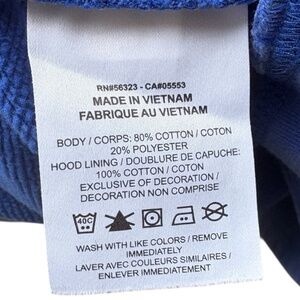 RN#56323 - CA#05553
MADE IN VIETNAM
FABRIQUE AU VIETNAM
BODY / CORPS: 80% COTTON / COTON
20% POLYESTER
HOOD LINING / DOUBLURE DE CAPUCHE:
100% COTTON / COTON
EXCLUSIVE OF DECORATION /
DECORATION NON COMPRISE
40C
WASH WITH LIKE COLORS / REMOVE
IMMEDIATELY
LAVER AVEC COULEURS SIMILAIRES /
ENLEVER IMMEDIATEMENT